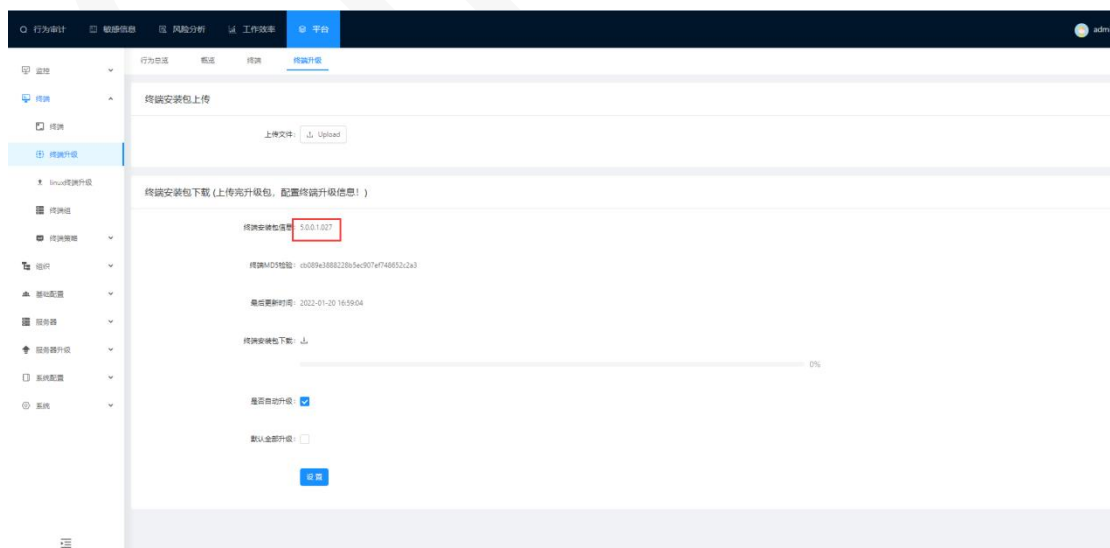 行为审计 敏感信息 风险分析 工作效率 平台 adm
行为总览 概览 终端 终端升级
监控
终端
终端
终端升级
linux终端升级
终端组
终端策略
组织
基础配置
服务器
服务器升级
系统配置
系统
终端安装包上传
上传文件: Upload
终端安装包下载 (上传完升级包，配置终端升级信息！)
终端安装包信息: 5.0.0.1.027
终端MD5检验: cb089e3888228b5ec907ef748652c2a3
最后更新时间: 2022-01-20 16:59:04
终端安装包下载:
0%
是否自动升级:
默认全部升级:
设 置